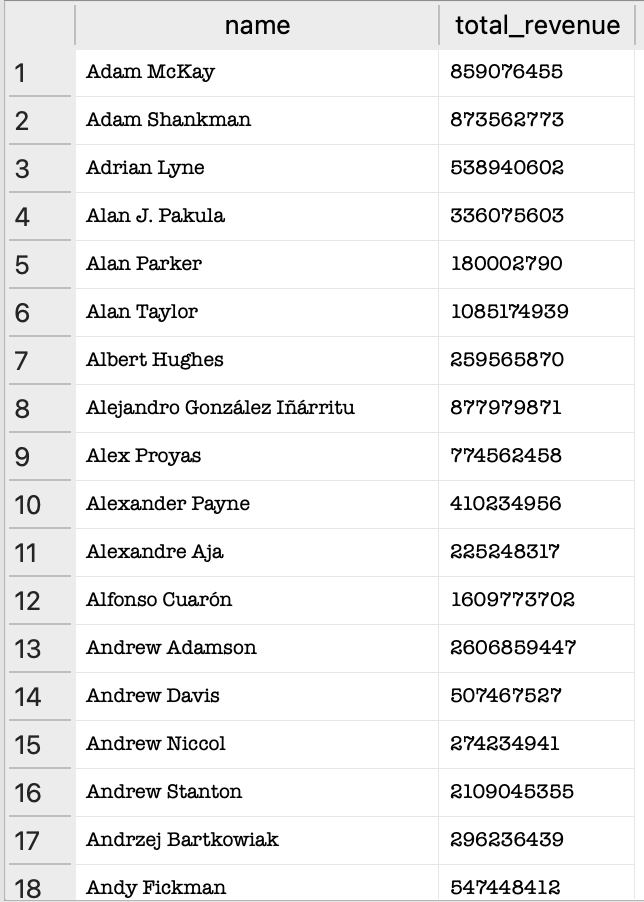 name total_revenue
1 Adam McKay 859076455
2 Adam Shankman 873562773
3 Adrian Lyne 538940602
4 Alan J. Pakula 336075603
5 Alan Parker 180002790
6 Alan Taylor 1085174939
7 Albert Hughes 259565870
8 Alejandro González Iñárritu 877979871
9 Alex Proyas 774562458
10 Alexander Payne 410234956
11 Alexandre Aja 225248317
12 Alfonso Cuarón 1609773702
13 Andrew Adamson 2606859447
14 Andrew Davis 507467527
15 Andrew Niccol 274234941
16 Andrew Stanton 2109045355
17 Andrzej Bartkowiak 296236439
18 Andy Fickman 547448412